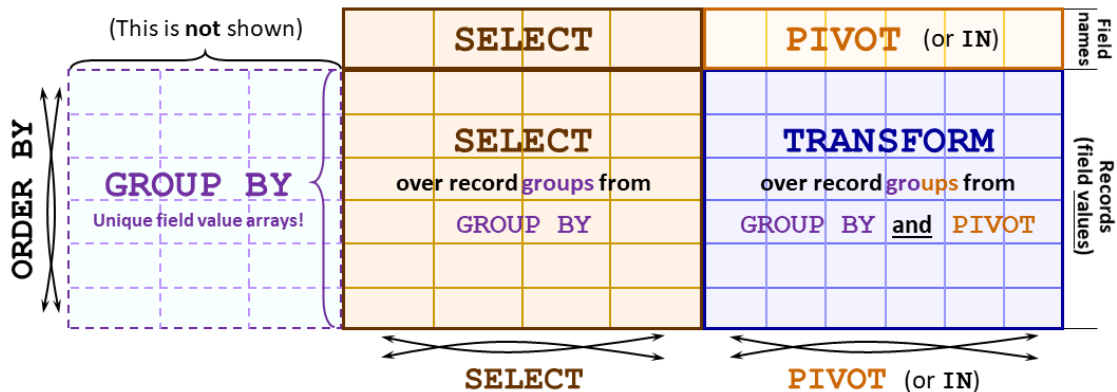 (This is not shown)
SELECT
PIVOT (or IN)
Field
names
ORDER BY
GROUP BY
Unique field value arrays!
SELECT
over record groups from
GROUP BY
TRANSFORM
over record groups from
GROUP BY and PIVOT
Records
(field values)
SELECT
PIVOT (or IN)